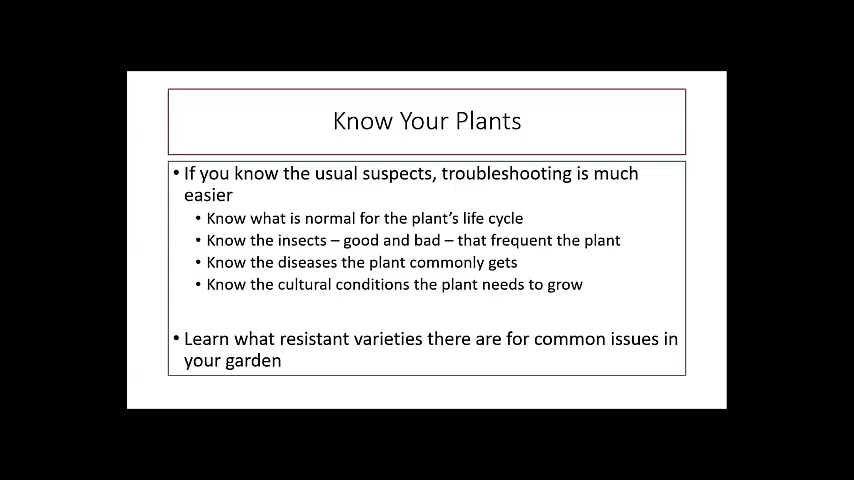 Know Your Plants
• If you know the usual suspects, troubleshooting is much
easier
• Know what is normal for the plant's life cycle
• Know the insects – good and bad – that frequent the plant
• Know the diseases the plant commonly gets
• Know the cultural conditions the plant needs to grow
• Learn what resistant varieties there are for common issues in
your garden